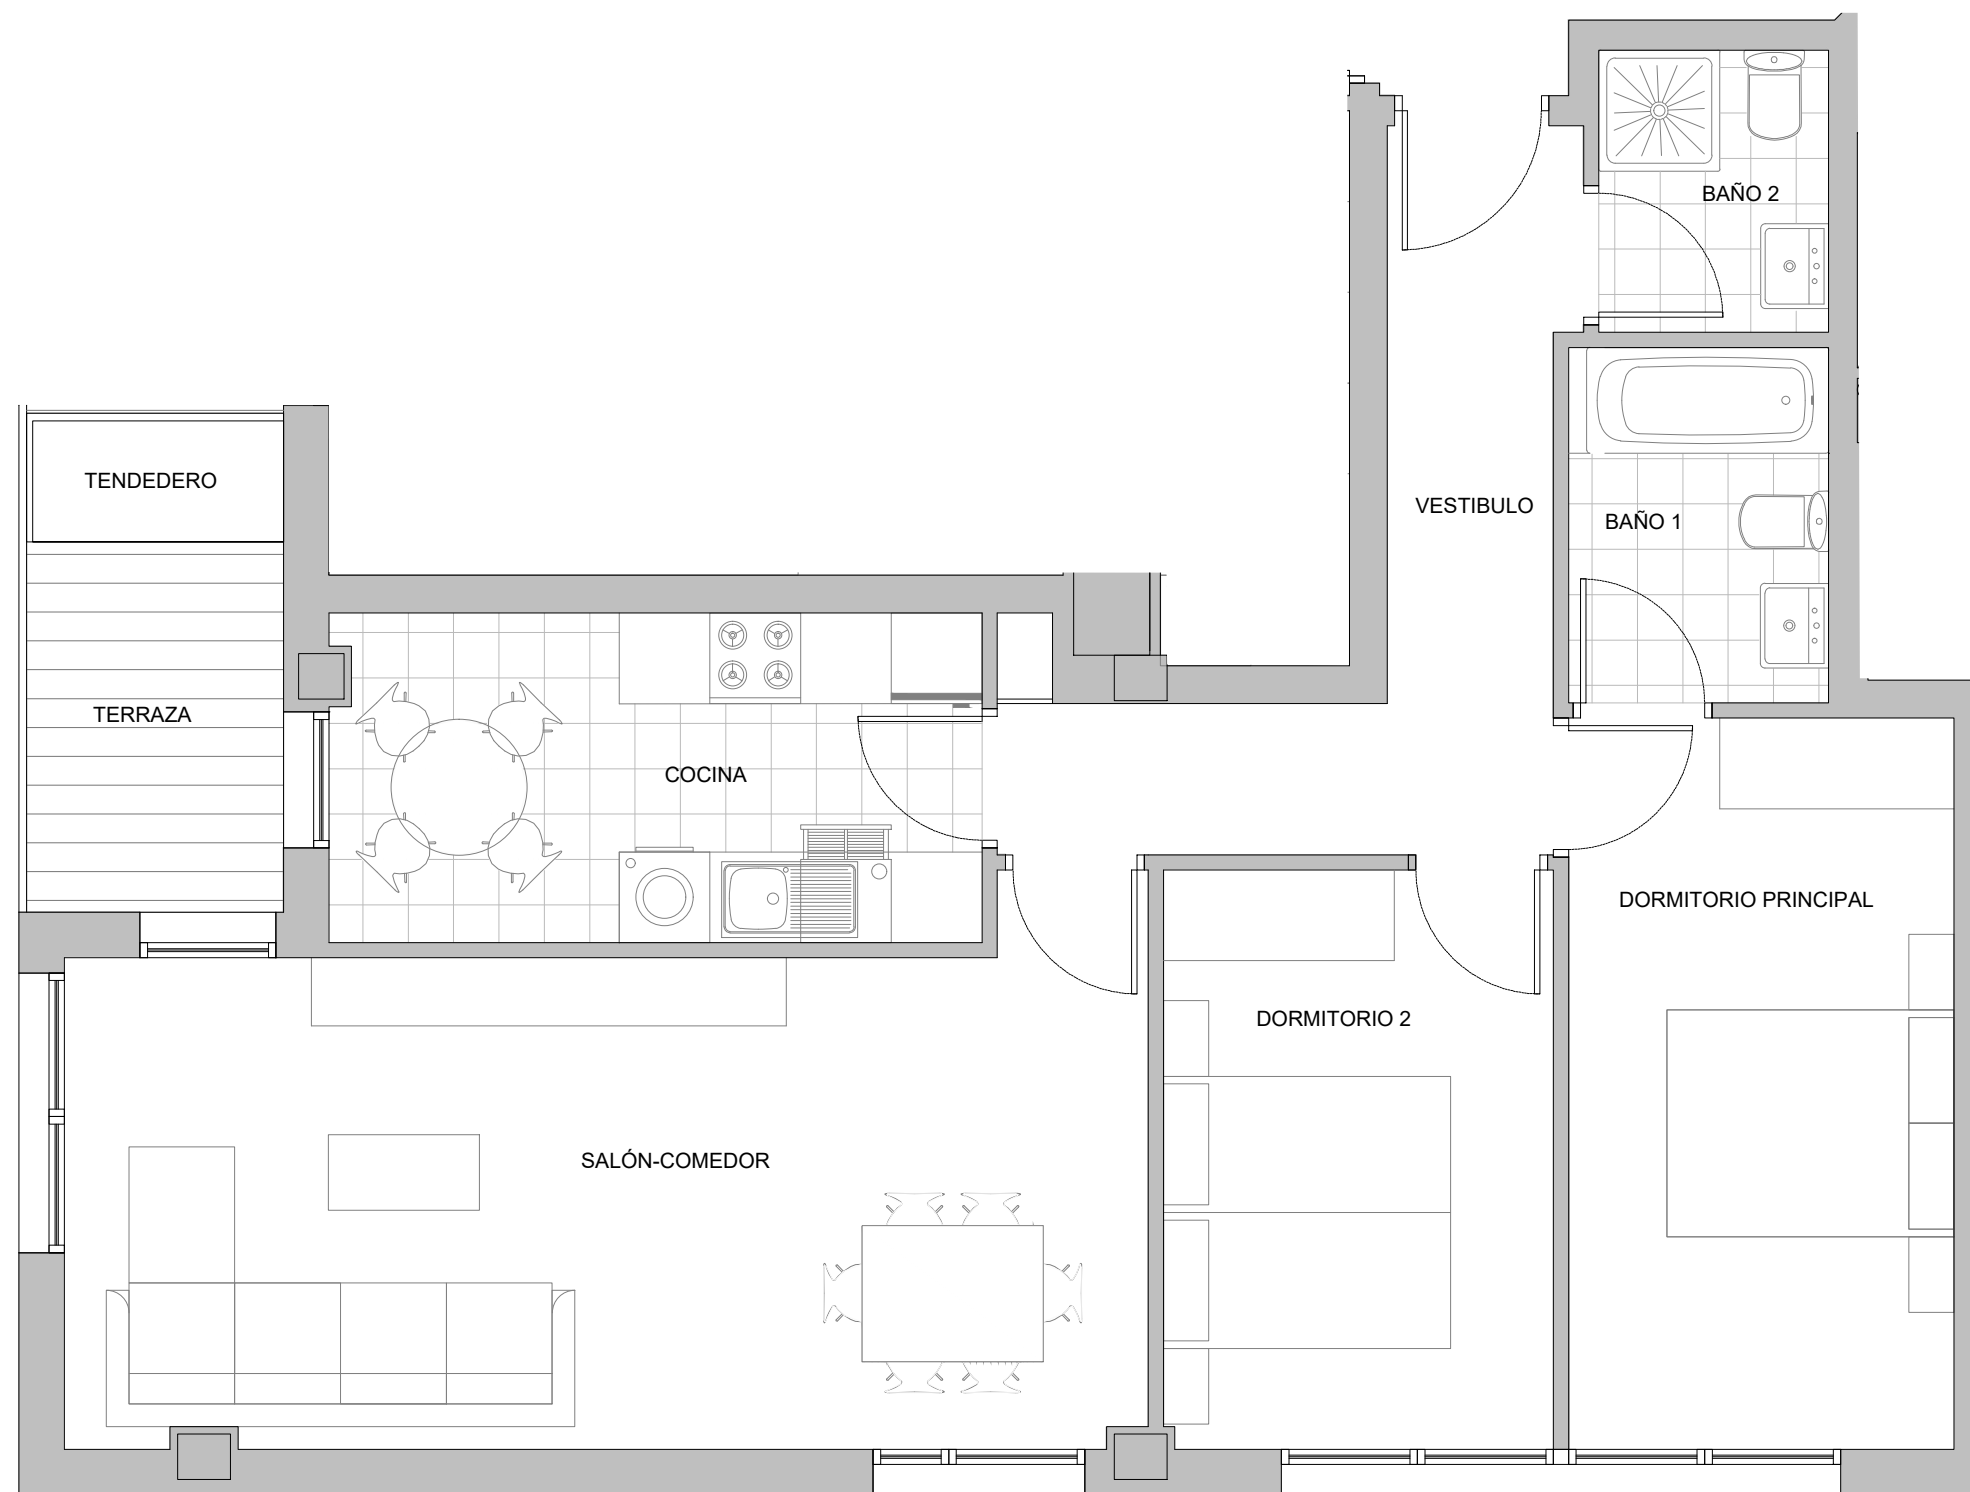 BAÑO 2
TENDEDERO
VESTIBULO
BAÑO 1
TERRAZA
COCINA
DORMITORIO PRINCIPAL
DORMITORIO 2
SALÓN-COMEDOR